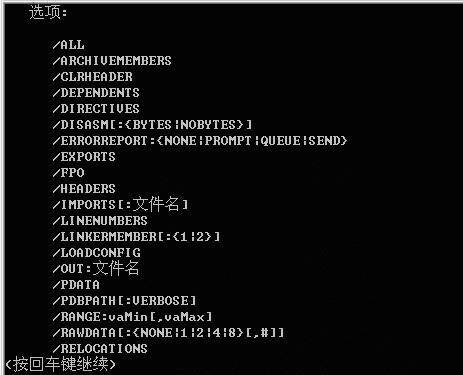 选项:
/ALL
/ARCHIVEMEMBERS
/CLRHEADER
/DEPENDENTS
/DIRECTIVES
/DISASM[:{BYTES|NOBYTES}]
/ERRORREPORT:{NONE|PROMPT|QUEUE|SEND}
/EXPORTS
/FPO
/HEADERS
/IMPORTS[:文件名]
/LINENUMBERS
/LINKERMEMBER[:{1|2}]
/LOADCONFIG
/OUT:文件名
/PDATA
/PDBPATH[:VERBOSE]
/RANGE:vaMin[,vaMax]
/RAWDATA[:{NONE|1|2|4|8}[,#]]
/RELOCATIONS
<按回车键继续>